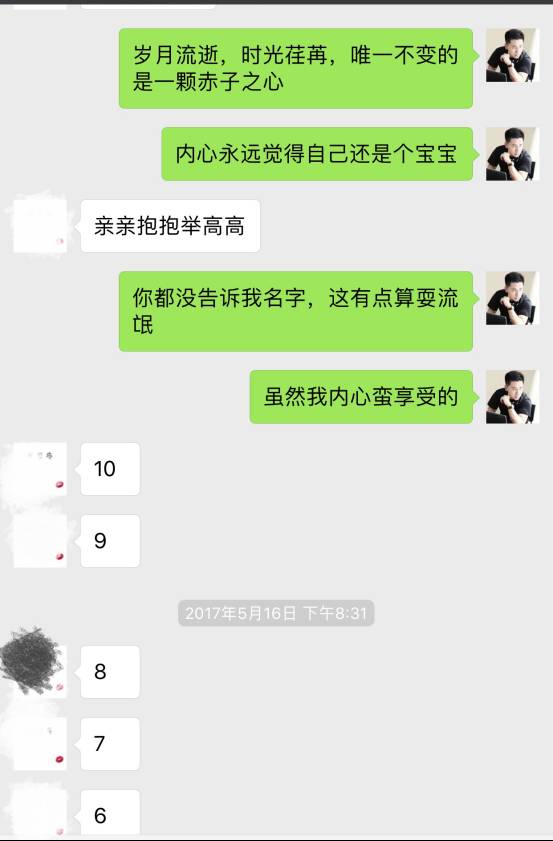 岁月流逝，时光荏苒，唯一不变的
是一颗赤子之心
内心永远觉得自己还是个宝宝
亲亲抱抱举高高
你都没告诉我名字，这有点算耍流
氓
虽然我内心蛮享受的
10
9
2017年5月16日 下午8:31
8
7
6